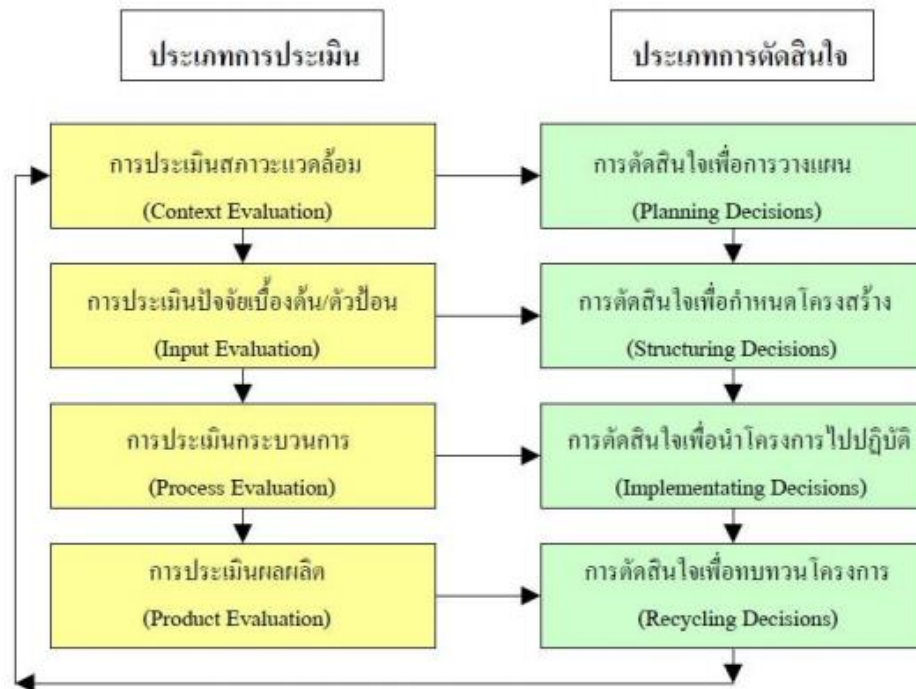 ประเภทการประเมิน
ประเภทการตัดสินใจ
การประเมินสภาวะแวดล้อม
(Context Evaluation)
การตัดสินใจเพื่อการวางแผน
(Planning Decisions)
การประเมินปัจจัยเบื้องต้น/ตัวป้อน
(Input Evaluation)
การตัดสินใจเพื่อกำหนดโครงสร้าง
(Structuring Decisions)
การประเมินกระบวนการ
(Process Evaluation)
การตัดสินใจเพื่อนำโครงการไปปฏิบัติ
(Implementating Decisions)
การประเมินผลผลิต
(Product Evaluation)
การตัดสินใจเพื่อทบทวนโครงการ
(Recycling Decisions)